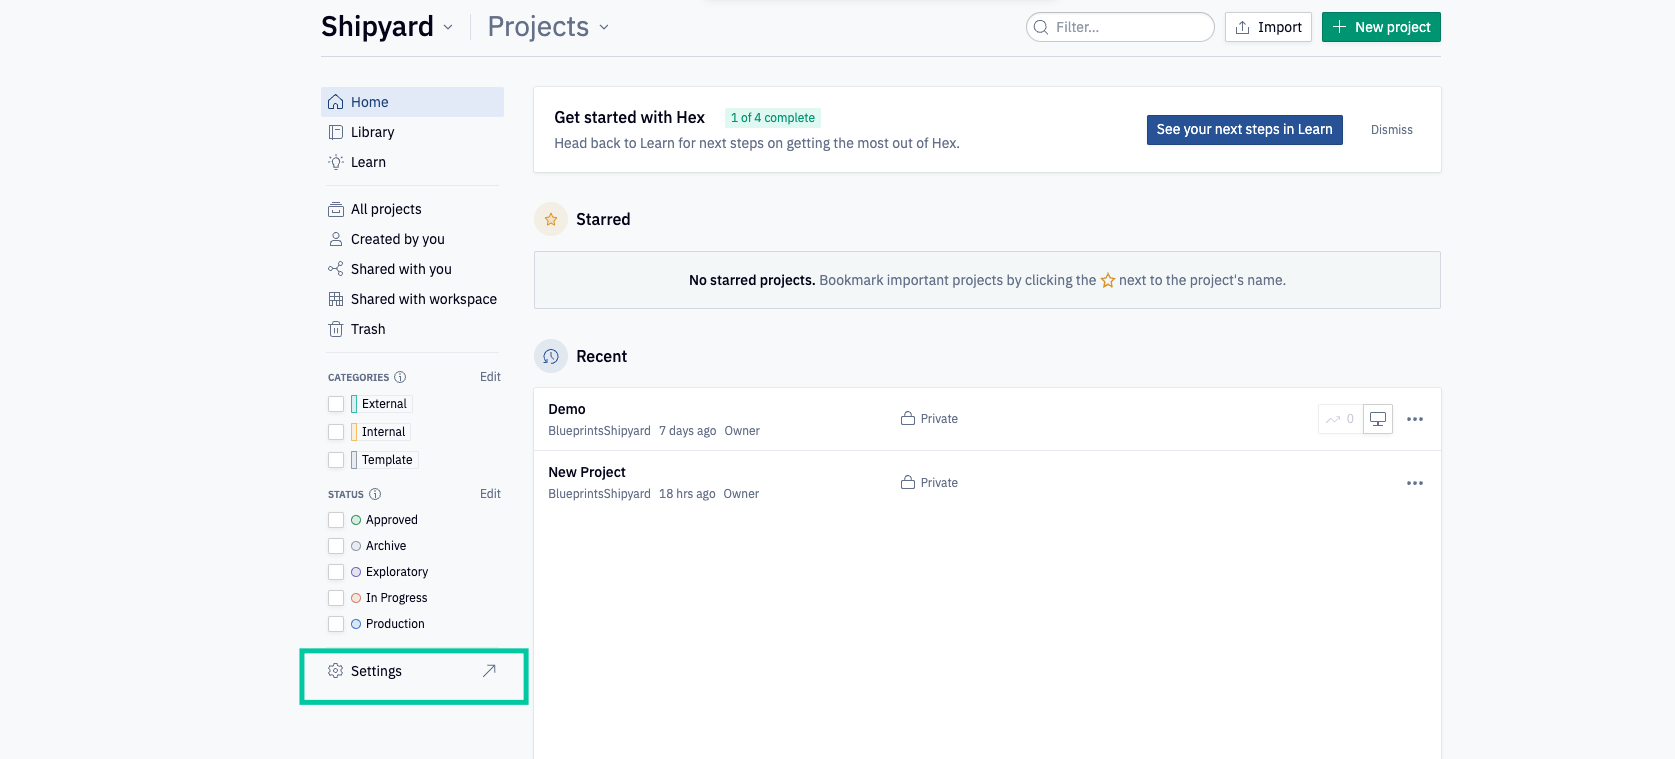 Shipyard Projects
Filter...
Import
New project
Home
Library
Learn
All projects
Created by you
Shared with you
Shared with workspace
Trash
CATEGORIES Edit
External
Internal
Template
STATUS Edit
Approved
Archive
Exploratory
In Progress
Production
Settings
Get started with Hex 1 of 4 complete
Head back to Learn for next steps on getting the most out of Hex.
See your next steps in Learn
Dismiss
Starred
No starred projects. Bookmark important projects by clicking the next to the project's name.
Recent
Demo
BlueprintsShipyard 7 days ago Owner
Private
0
New Project
BlueprintsShipyard 18 hrs ago Owner
Private